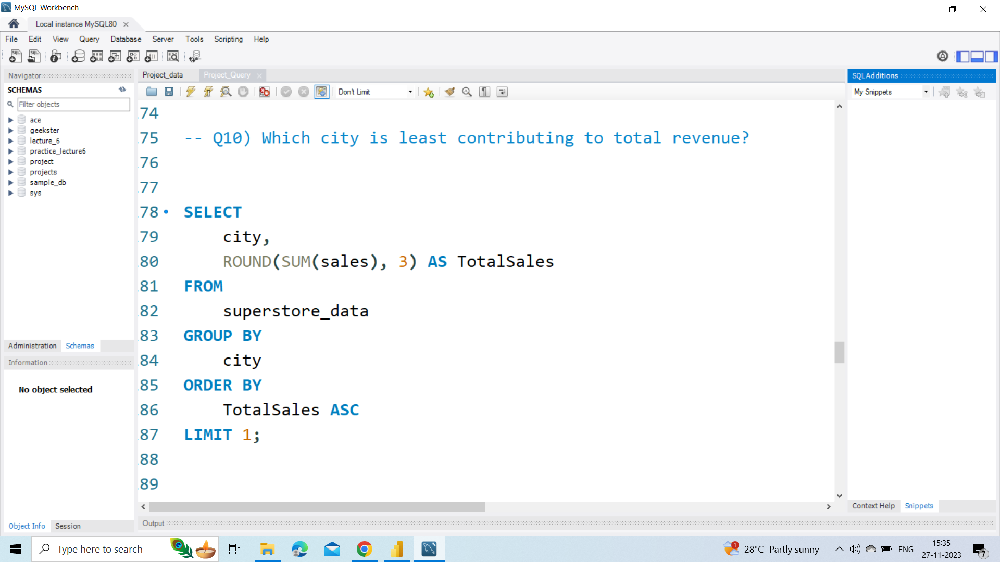 MySQL Workbench
Local instance MySQL80
File Edit View Query Database Server Tools Scripting Help
Navigator
SCHEMAS
Filter objects
ace
geekster
lecture_6
practice_lecture6
project
projects
sample_db
sys
Administration Schemas
Information
No object selected
Object Info Session
Project_data Project_Query
Don't Limit
74
75 -- Q10) Which city is least contributing to total revenue?
76
77
78 SELECT
79 city,
80 ROUND(SUM(sales), 3) AS TotalSales
81 FROM
82 superstore_data
83 GROUP BY
84 city
85 ORDER BY
86 TotalSales ASC
87 LIMIT 1;
88
89
Output
SQLAdditions
My Snippets
Context Help Snippets
Type here to search
1
28°C Partly sunny
ENG
15:35
27-11-2023
7